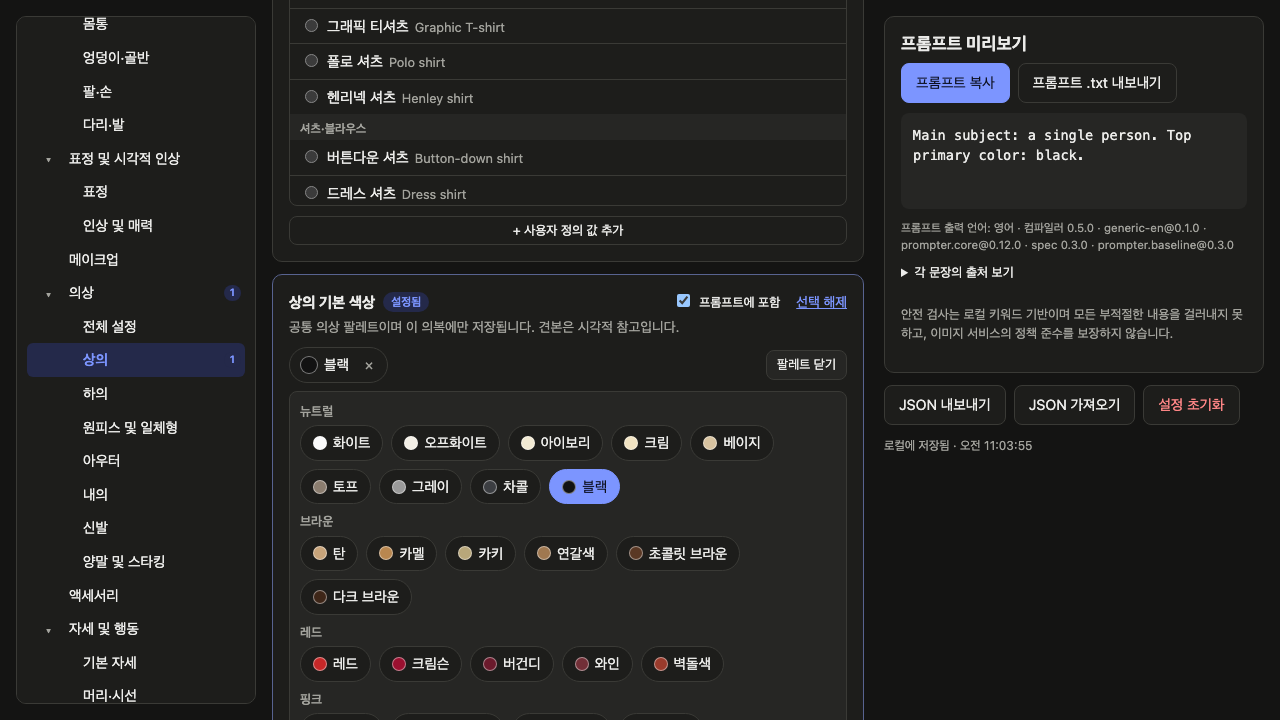 몸통
엉덩이·골반
팔·손
다리·발
표정 및 시각적 인상
표정
인상 및 매력
메이크업
의상 1
전체 설정
상의 1
하의
원피스 및 일체형
아우터
내의
신발
양말 및 스타킹
액세서리
자세 및 행동
기본 자세
머리·시선
그래픽 티셔츠 Graphic T-shirt
폴로 셔츠 Polo shirt
헨리넥 셔츠 Henley shirt
셔츠·블라우스
버튼다운 셔츠 Button-down shirt
드레스 셔츠 Dress shirt
+ 사용자 정의 값 추가
상의 기본 색상 설정됨 프롬프트에 포함 선택 해제
공통 의상 팔레트이며 이 의복에만 저장됩니다. 견본은 시각적 참고입니다.
블랙 × 팔레트 닫기
뉴트럴
화이트 오프화이트 아이보리 크림 베이지
토프 그레이 차콜 블랙
브라운
탄 카멜 카키 연갈색 초콜릿 브라운
다크 브라운
레드
레드 크림슨 버건디 와인 벽돌색
핑크
프롬프트 미리보기
프롬프트 복사 프롬프트 .txt 내보내기
Main subject: a single person. Top
primary color: black.
프롬프트 출력 언어: 영어 · 컴파일러 0.5.0 · generic-en@0.1.0 ·
prompter.core@0.12.0 · spec 0.3.0 · prompter.baseline@0.3.0
각 문장의 출처 보기
안전 검사는 로컬 키워드 기반이며 모든 부적절한 내용을 걸러내지 못
하고, 이미지 서비스의 정책 준수를 보장하지 않습니다.
JSON 내보내기 JSON 가져오기 설정 초기화
로컬에 저장됨 · 오전 11:03:55